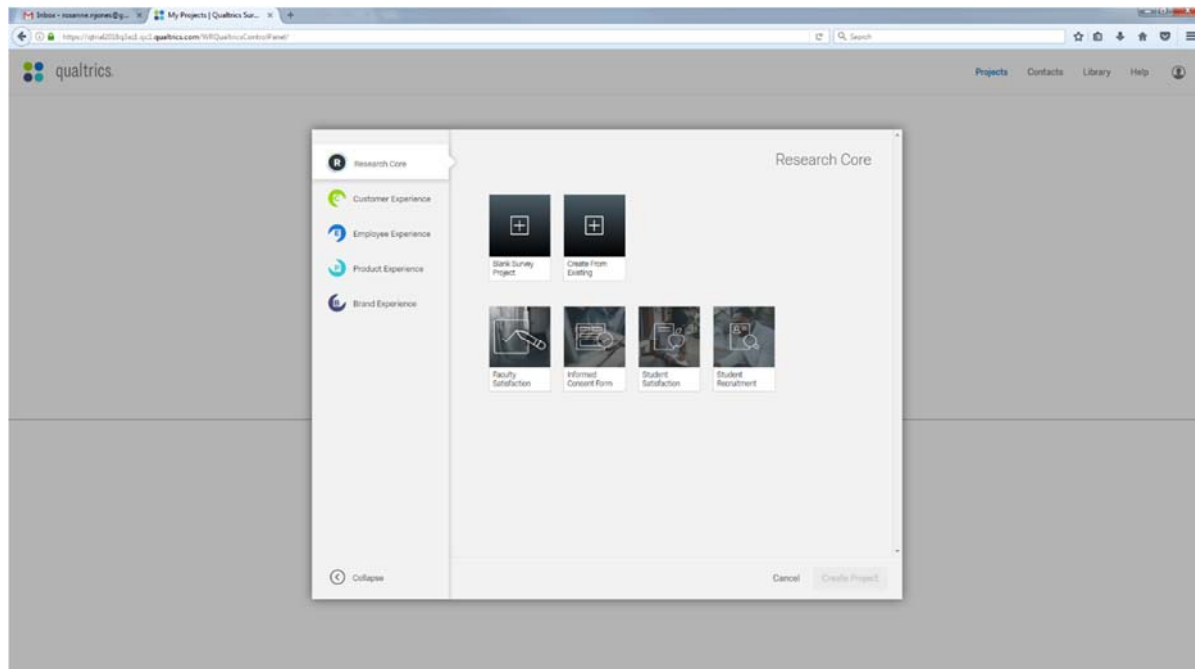 My Projects | Qualtrics Sur...
Search
qualtrics.
Projects Contacts Library Help
Research Core
Customer Experience
Employee Experience
Product Experience
Brand Experience
Collapse
Research Core
Blank Survey
Project
Create From
Existing
Faculty
Satisfaction
Informed
Consent Form
Student
Satisfaction
Student
Recruitment
Cancel Create Project